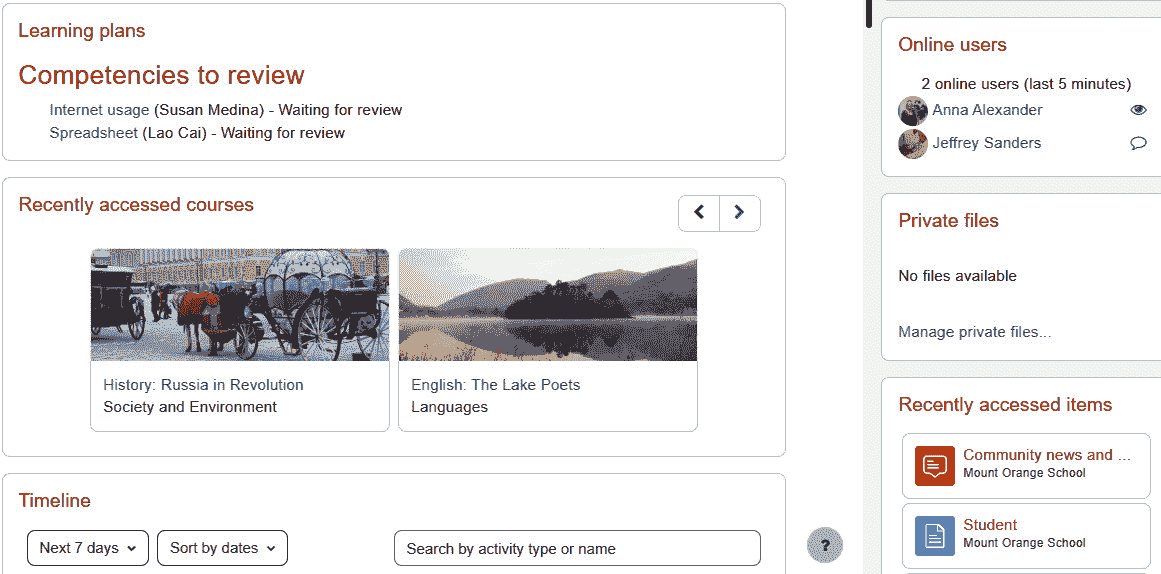 Learning plans
Competencies to review
Internet usage (Susan Medina) - Waiting for review
Spreadsheet (Lao Cai) - Waiting for review
Recently accessed courses
History: Russia in Revolution
Society and Environment
English: The Lake Poets
Languages
Timeline
Next 7 days
Sort by dates
Search by activity type or name
?
Online users
2 online users (last 5 minutes)
Anna Alexander
Jeffrey Sanders
Private files
No files available
Manage private files...
Recently accessed items
Community news and ...
Mount Orange School
Student
Mount Orange School